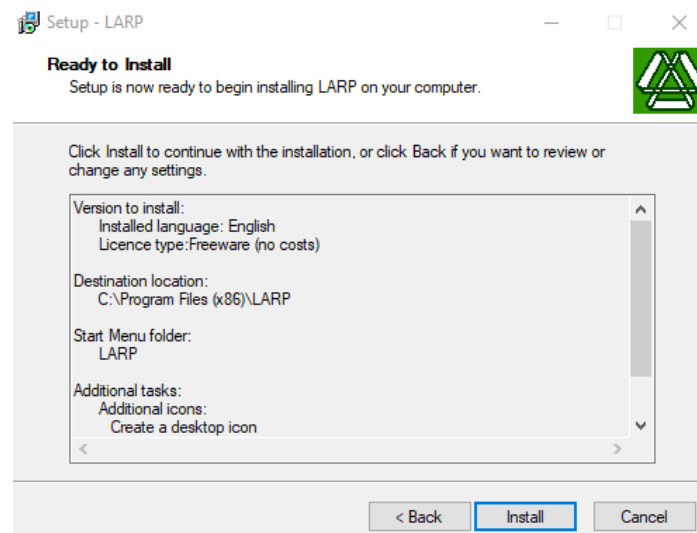 Setup - LARP
Ready to Install
Setup is now ready to begin installing LARP on your computer.
Click Install to continue with the installation, or click Back if you want to review or
change any settings.
Version to install:
Installed language: English
Licence type:Freeware (no costs)
Destination location:
C:\Program Files (x86)\LARP
Start Menu folder:
LARP
Additional tasks:
Additional icons:
Create a desktop icon
< Back
Install
Cancel